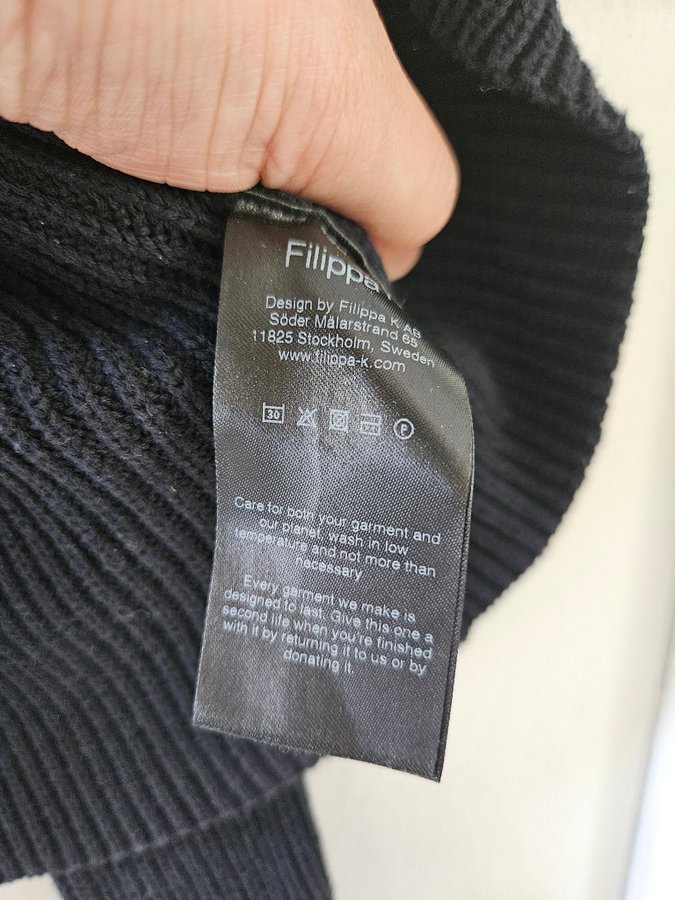 Filippa
Design by Filippa K AB
Söder Mälarstrand 65
11825 Stockholm, Sweden
www.filippa-k.com
30 P
Care for both your garment and
our planet, wash in low
temperature and not more than
necessary
Every garment we make is
designed to last. Give this one a
second life when you're finished
with it by returning it to us or by
donating it.